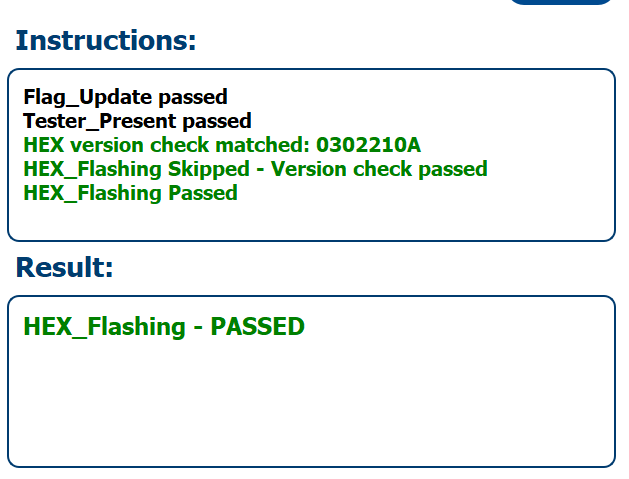 Instructions:
Flag_Update passed
Tester_Present passed
HEX version check matched: 0302210A
HEX_Flashing Skipped - Version check passed
HEX_Flashing Passed
Result:
HEX_Flashing - PASSED